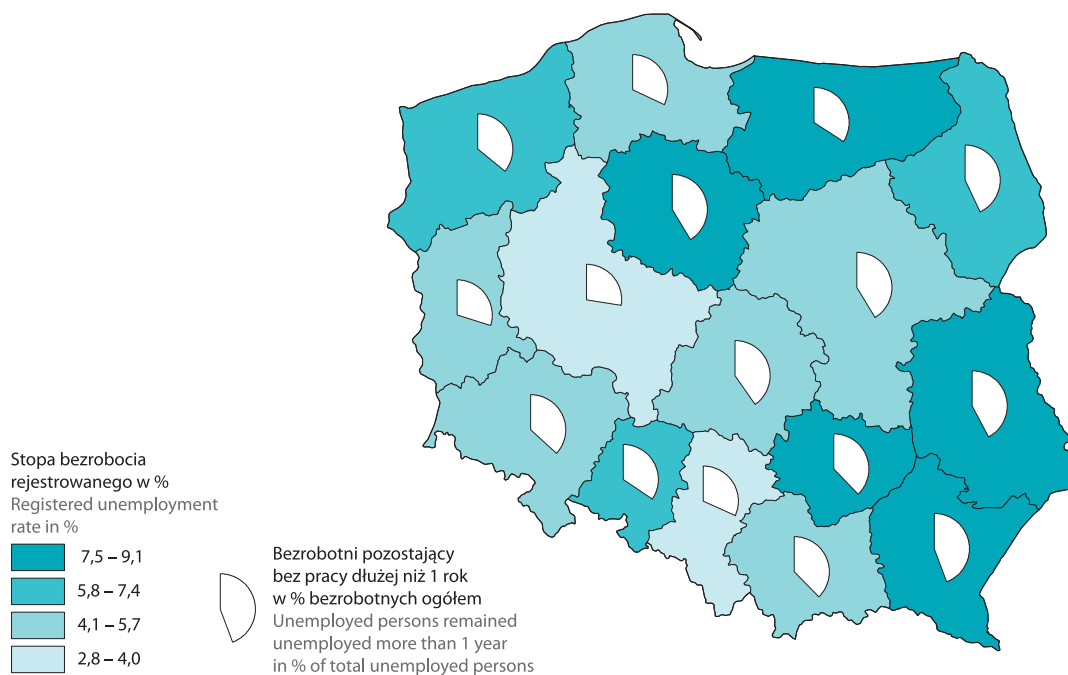 Stopa bezrobocia
rejestrowanego w %
Registered unemployment
rate in %
7,5 – 9,1
5,8 – 7,4
4,1 – 5,7
2,8 – 4,0
Bezrobotni pozostający
bez pracy dłużej niż 1 rok
w % bezrobotnych ogółem
Unemployed persons remained
unemployed more than 1 year
in % of total unemployed persons